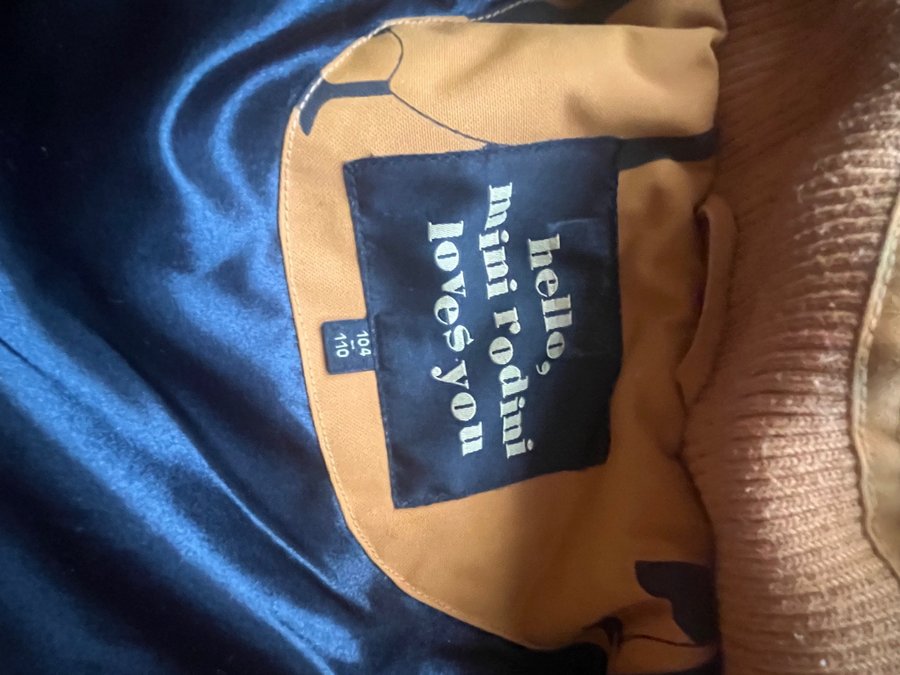 hello,
mini rodini
loves you
104
110